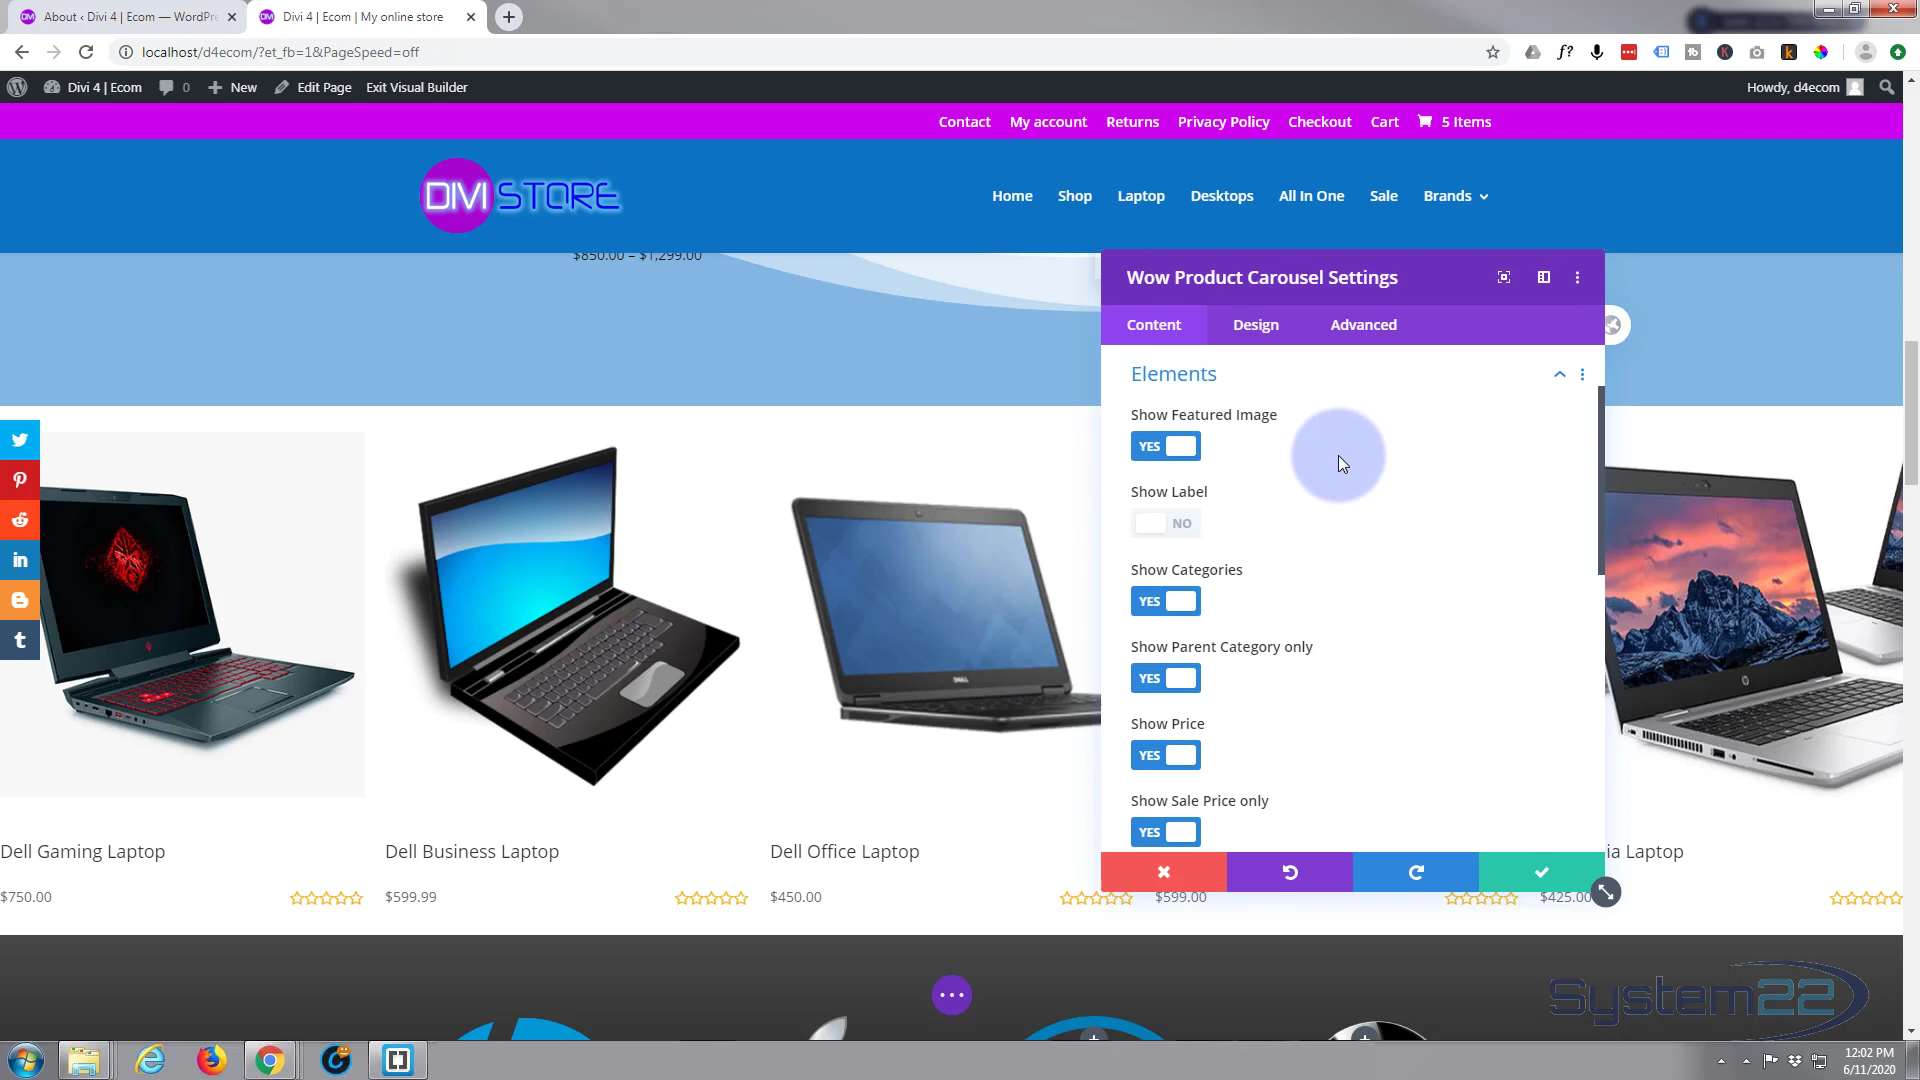 About ‹ Divi 4 | Ecom — WordPre
Divi 4 | Ecom | My online store
localhost/d4ecom/?et_fb=1&PageSpeed=off
Divi 4 | Ecom
0
New
Edit Page
Exit Visual Builder
Howdy, d4ecom
Contact
My account
Returns
Privacy Policy
Checkout
Cart
5 Items
DIVI STORE
Home
Shop
Laptop
Desktops
All In One
Sale
Brands
$850.00 – $1,299.00
Wow Product Carousel Settings
Content
Design
Advanced
Elements
Show Featured Image
YES
Show Label
NO
Show Categories
YES
Show Parent Category only
YES
Show Price
YES
Show Sale Price only
YES
Dell Gaming Laptop
Dell Business Laptop
Dell Office Laptop
ia Laptop
$750.00
$599.99
$450.00
$599.00
$425.00
System22
12:02 PM
6/11/2020